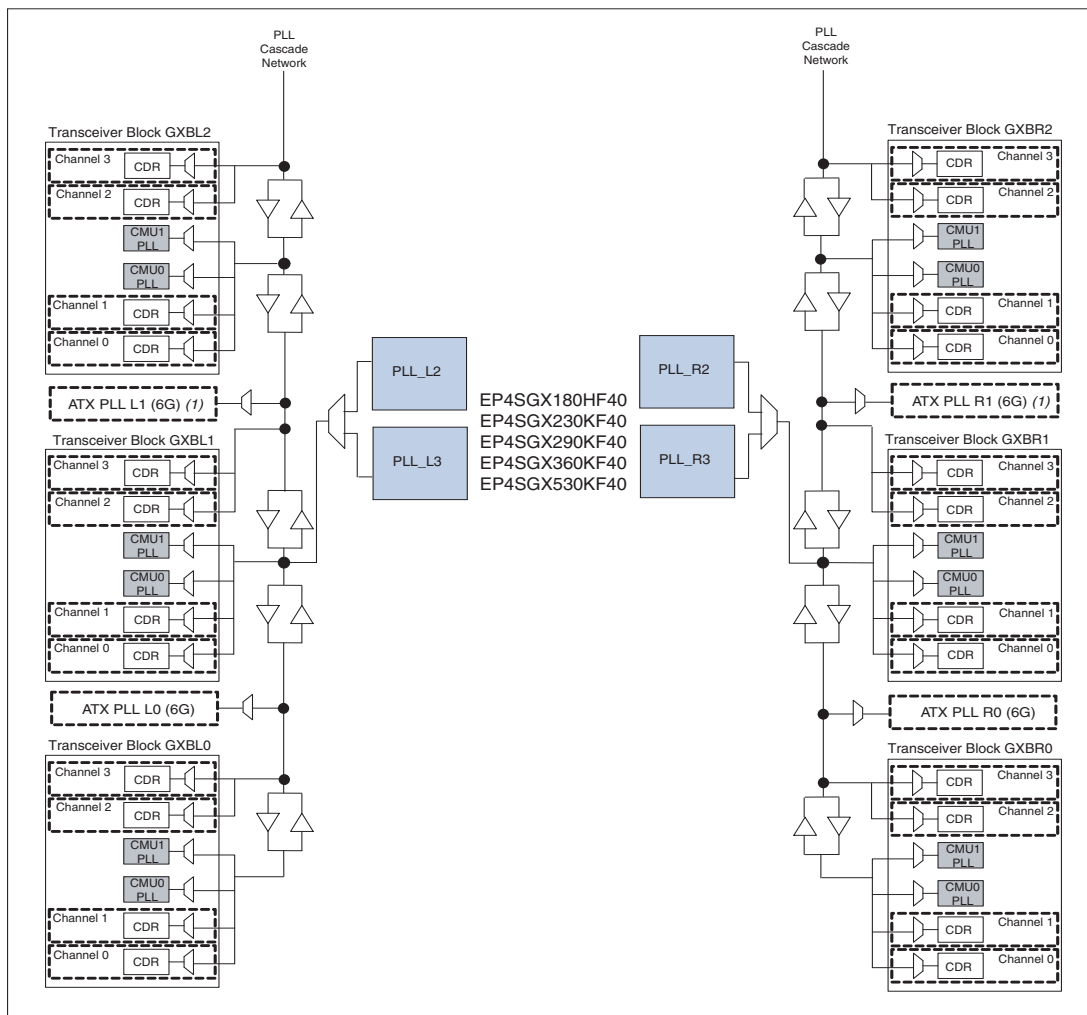 PLL
Cascade
Network
Transceiver Block GXBL2
Channel 3
CDR
Channel 2
CDR
CMU1
PLL
CMU0
PLL
Channel 1
CDR
Channel 0
CDR
ATX PLL L1 (6G) (1)
Transceiver Block GXBL1
Channel 3
CDR
Channel 2
CDR
CMU1
PLL
CMU0
PLL
Channel 1
CDR
Channel 0
CDR
ATX PLL L0 (6G)
Transceiver Block GXBL0
Channel 3
CDR
Channel 2
CDR
CMU1
PLL
CMU0
PLL
Channel 1
CDR
Channel 0
CDR
PLL_L2
PLL_L3
EP4SGX180HF40
EP4SGX230KF40
EP4SGX290KF40
EP4SGX360KF40
EP4SGX530KF40
PLL_R2
PLL_R3
PLL
Cascade
Network
Transceiver Block GXBR2
Channel 3
CDR
Channel 2
CDR
CMU1
PLL
CMU0
PLL
Channel 1
CDR
Channel 0
CDR
ATX PLL R1 (6G) (1)
Transceiver Block GXBR1
Channel 3
CDR
Channel 2
CDR
CMU1
PLL
CMU0
PLL
Channel 1
CDR
Channel 0
CDR
ATX PLL R0 (6G)
Transceiver Block GXBR0
Channel 3
CDR
Channel 2
CDR
CMU1
PLL
CMU0
PLL
Channel 1
CDR
Channel 0
CDR